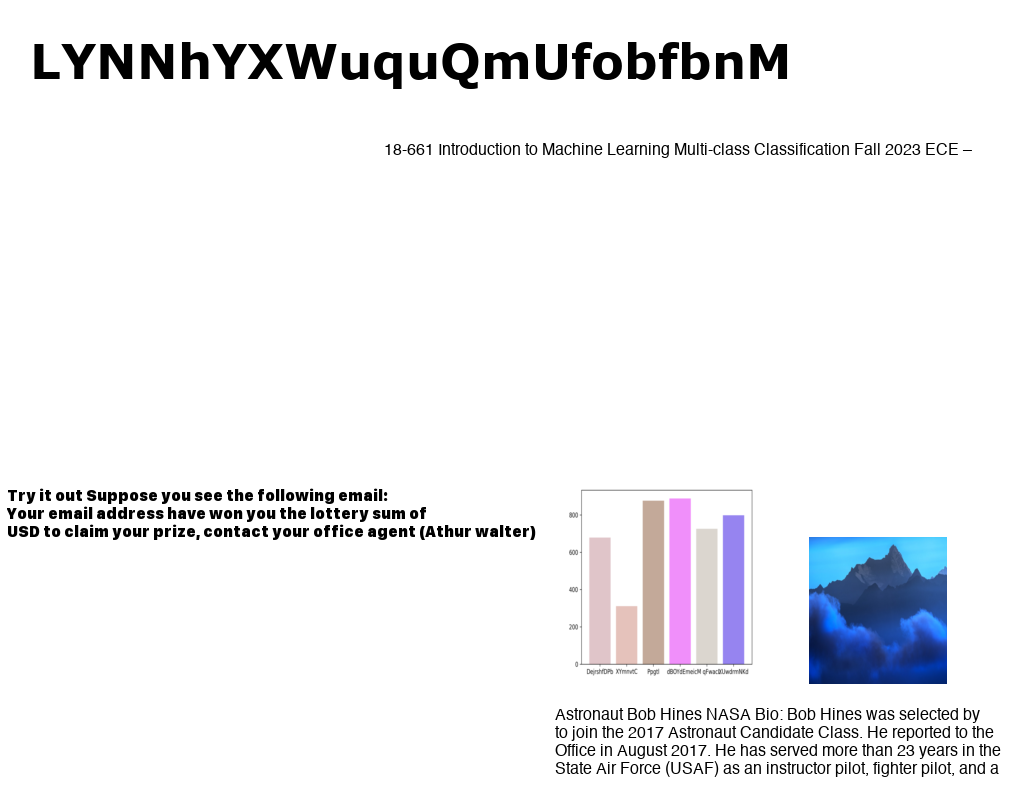 LYNNhYXWuquQmUfobfbnM
18-661 Introduction to Machine Learning Multi-class Classification Fall 2023 ECE –
Try it out Suppose you see the following email:
Your email address have won you the lottery sum of
USD to claim your prize, contact your office agent (Athur walter)
800
600
400
200
0
DejrshfDPb XYmnvtC Ppgtl
Astronaut Bob Hines NASA Bio: Bob Hines was selected by
to join the 2017 Astronaut Candidate Class. He reported to the
Office in August 2017. He has served more than 23 years in the
State Air Force (USAF) as an instructor pilot, fighter pilot, and a